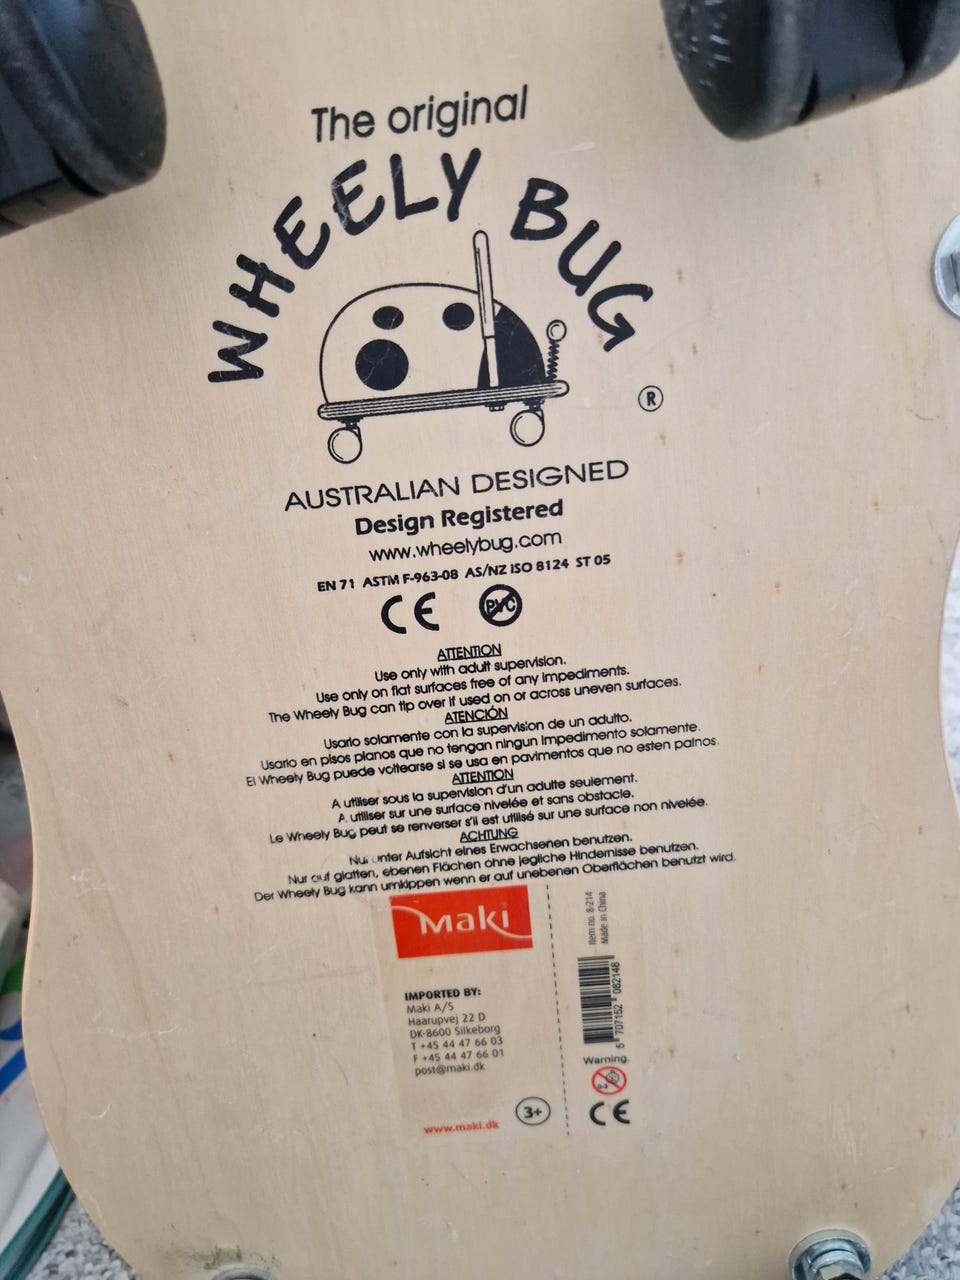 The original
WHEELY BUG
®
AUSTRALIAN DESIGNED
Design Registered
www.wheelybug.com
EN 71 ASTM F-963-08 AS/NZ ISO 8124 ST 05
CE PVC
ATTENTION
Use only with adult supervision.
Use only on flat surfaces free of any impediments.
The Wheely Bug can tip over if used on or across uneven surfaces.
ATENCIÓN
Usarlo solamente con la supervision de un adulto.
Usarlo en pisos planos que no tengan ningun impedimento solamente.
El Wheely Bug puede voltearse si se usa en pavimentos que no esten palnos.
ATTENTION
A utiliser sous la supervision d'un adulte seulement.
A utiliser sur une surface nivelée et sans obstacle.
Le Wheely Bug peut se renverser s'il est utilisé sur une surface non nivelée.
ACHTUNG
Nur unter Aufsicht eines Erwachsenen benutzen.
Nur auf glatten, ebenen Flächen ohne jegliche Hindernisse benutzen.
Der Wheely Bug kann umkippen wenn er auf unebenen Oberflächen benutzt wird.
Maki
IMPORTED BY:
Maki A/S
Haarupvej 22 D
DK-8600 Silkeborg
T +45 44 47 66 03
F +45 44 47 66 01
post@maki.dk
www.maki.dk
3+
Item no. 8-214
Made in China
5 707152 082148
Warning.
0-3
CE